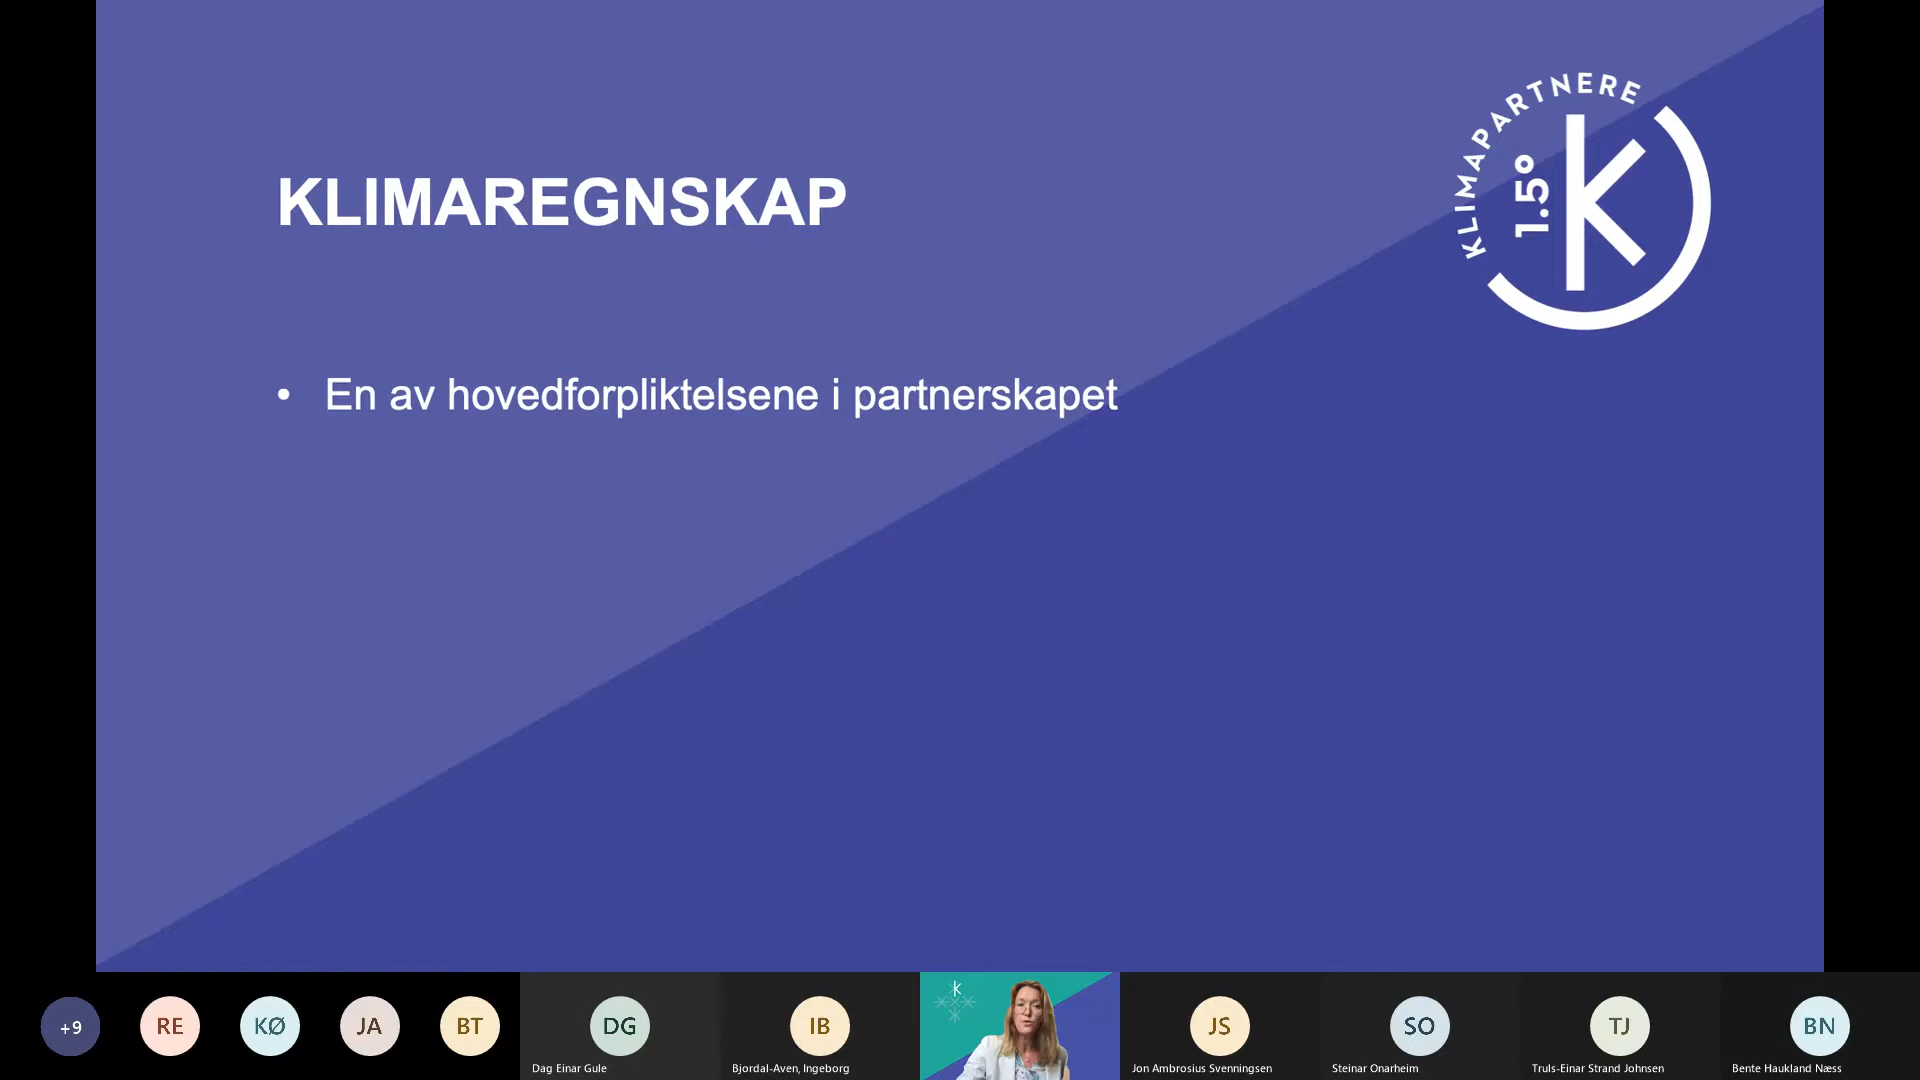 KLIMAPARTNERE
1.5°
K
KLIMAREGNSKAP
• En av hovedforpliktelsene i partnerskapet
+9
RE
KØ
JA
BT
DG
Dag Einar Gule
IB
Bjordal-Aven, Ingeborg
K
JS
Jon Ambrosius Svenningsen
SO
Steinar Onarheim
TJ
Truls-Einar Strand Johnsen
BN
Bente Haukland Næss